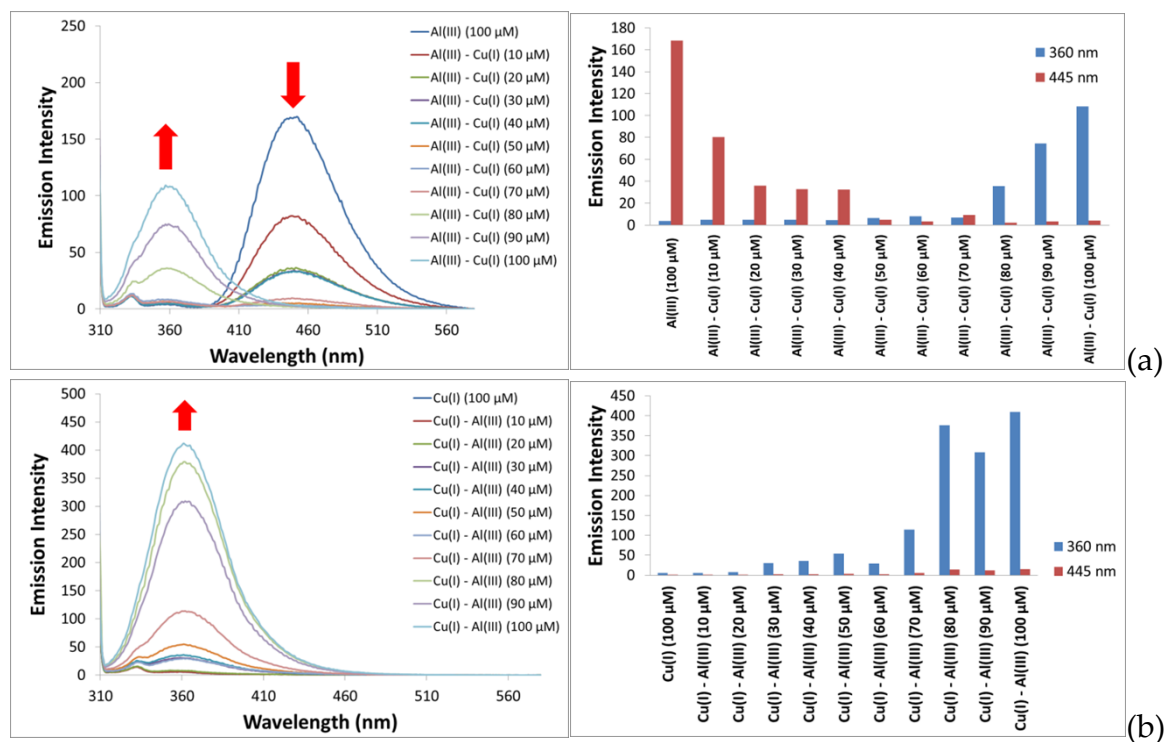 250
200
150
100
50
0
Emission Intensity
310 360 410 460 510 560
Wavelength (nm)
Al(III) (100 µM)
Al(III) - Cu(I) (10 µM)
Al(III) - Cu(I) (20 µM)
Al(III) - Cu(I) (30 µM)
Al(III) - Cu(I) (40 µM)
Al(III) - Cu(I) (50 µM)
Al(III) - Cu(I) (60 µM)
Al(III) - Cu(I) (70 µM)
Al(III) - Cu(I) (80 µM)
Al(III) - Cu(I) (90 µM)
Al(III) - Cu(I) (100 µM)
180
160
140
120
100
80
60
40
20
0
Emission Intensity
360 nm
445 nm
Al(III) (100 µM)
Al(III) - Cu(I) (10 µM)
Al(III) - Cu(I) (20 µM)
Al(III) - Cu(I) (30 µM)
Al(III) - Cu(I) (40 µM)
Al(III) - Cu(I) (50 µM)
Al(III) - Cu(I) (60 µM)
Al(III) - Cu(I) (70 µM)
Al(III) - Cu(I) (80 µM)
Al(III) - Cu(I) (90 µM)
Al(III) - Cu(I) (100 µM)
(a)
500
450
400
350
300
250
200
150
100
50
0
Emission Intensity
310 360 410 460 510 560
Wavelength (nm)
Cu(I) (100 µM)
Cu(I) - Al(III) (10 µM)
Cu(I) - Al(III) (20 µM)
Cu(I) - Al(III) (30 µM)
Cu(I) - Al(III) (40 µM)
Cu(I) - Al(III) (50 µM)
Cu(I) - Al(III) (60 µM)
Cu(I) - Al(III) (70 µM)
Cu(I) - Al(III) (80 µM)
Cu(I) - Al(III) (90 µM)
Cu(I) - Al(III) (100 µM)
450
400
350
300
250
200
150
100
50
0
Emission Intensity
360 nm
445 nm
Cu(I) (100 µM)
Cu(I) - Al(III) (10 µM)
Cu(I) - Al(III) (20 µM)
Cu(I) - Al(III) (30 µM)
Cu(I) - Al(III) (40 µM)
Cu(I) - Al(III) (50 µM)
Cu(I) - Al(III) (60 µM)
Cu(I) - Al(III) (70 µM)
Cu(I) - Al(III) (80 µM)
Cu(I) - Al(III) (90 µM)
Cu(I) - Al(III) (100 µM)
(b)